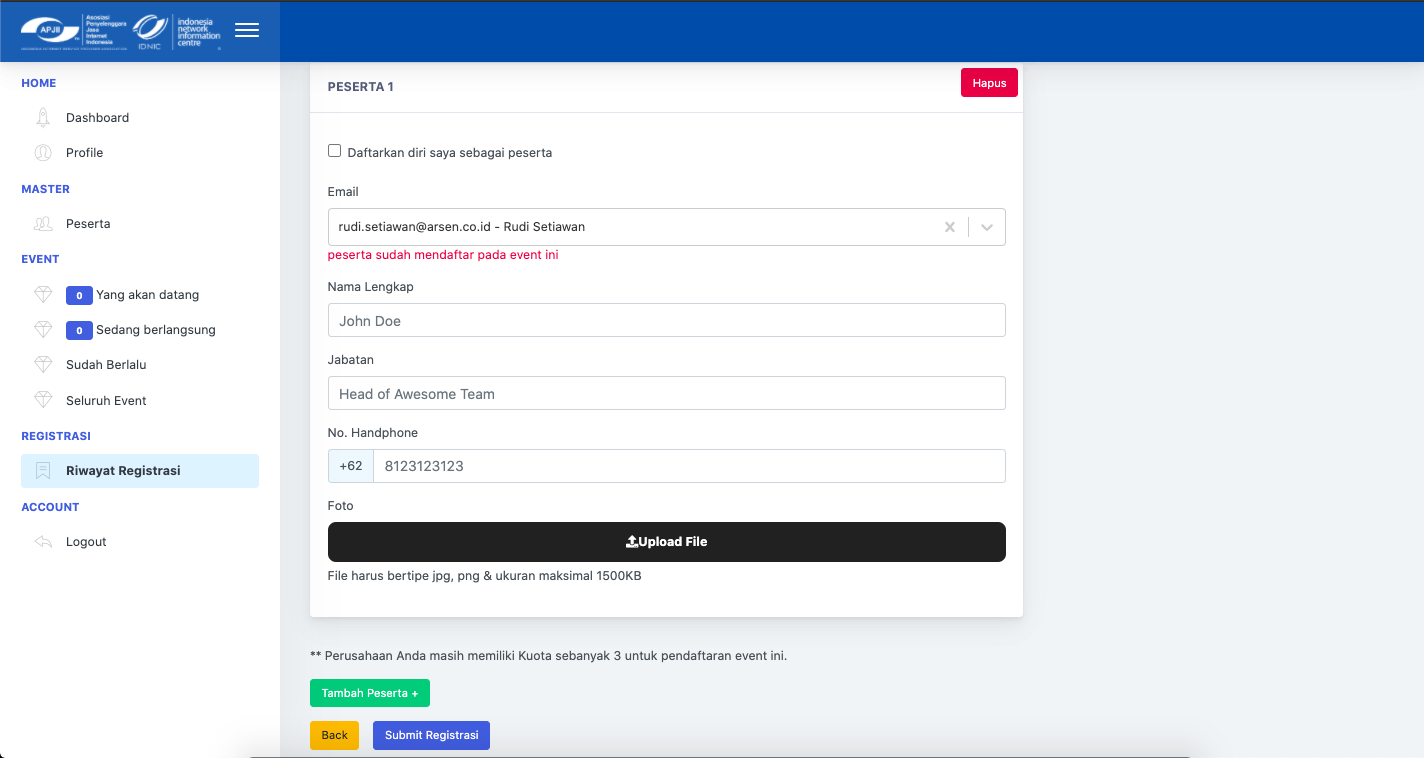 APJII
Asosiasi
Penyelenggara
Jasa
Internet
Indonesia
IDNIC
indonesia
network
information
centre
HOME
Dashboard
Profile
MASTER
Peserta
EVENT
0 Yang akan datang
0 Sedang berlangsung
Sudah Berlalu
Seluruh Event
REGISTRASI
Riwayat Registrasi
ACCOUNT
Logout
PESERTA 1
Hapus
Daftarkan diri saya sebagai peserta
Email
rudi.setiawan@arsen.co.id - Rudi Setiawan
peserta sudah mendaftar pada event ini
Nama Lengkap
John Doe
Jabatan
Head of Awesome Team
No. Handphone
+62 8123123123
Foto
Upload File
File harus bertipe jpg, png & ukuran maksimal 1500KB
** Perusahaan Anda masih memiliki Kuota sebanyak 3 untuk pendaftaran event ini.
Tambah Peserta +
Back
Submit Registrasi